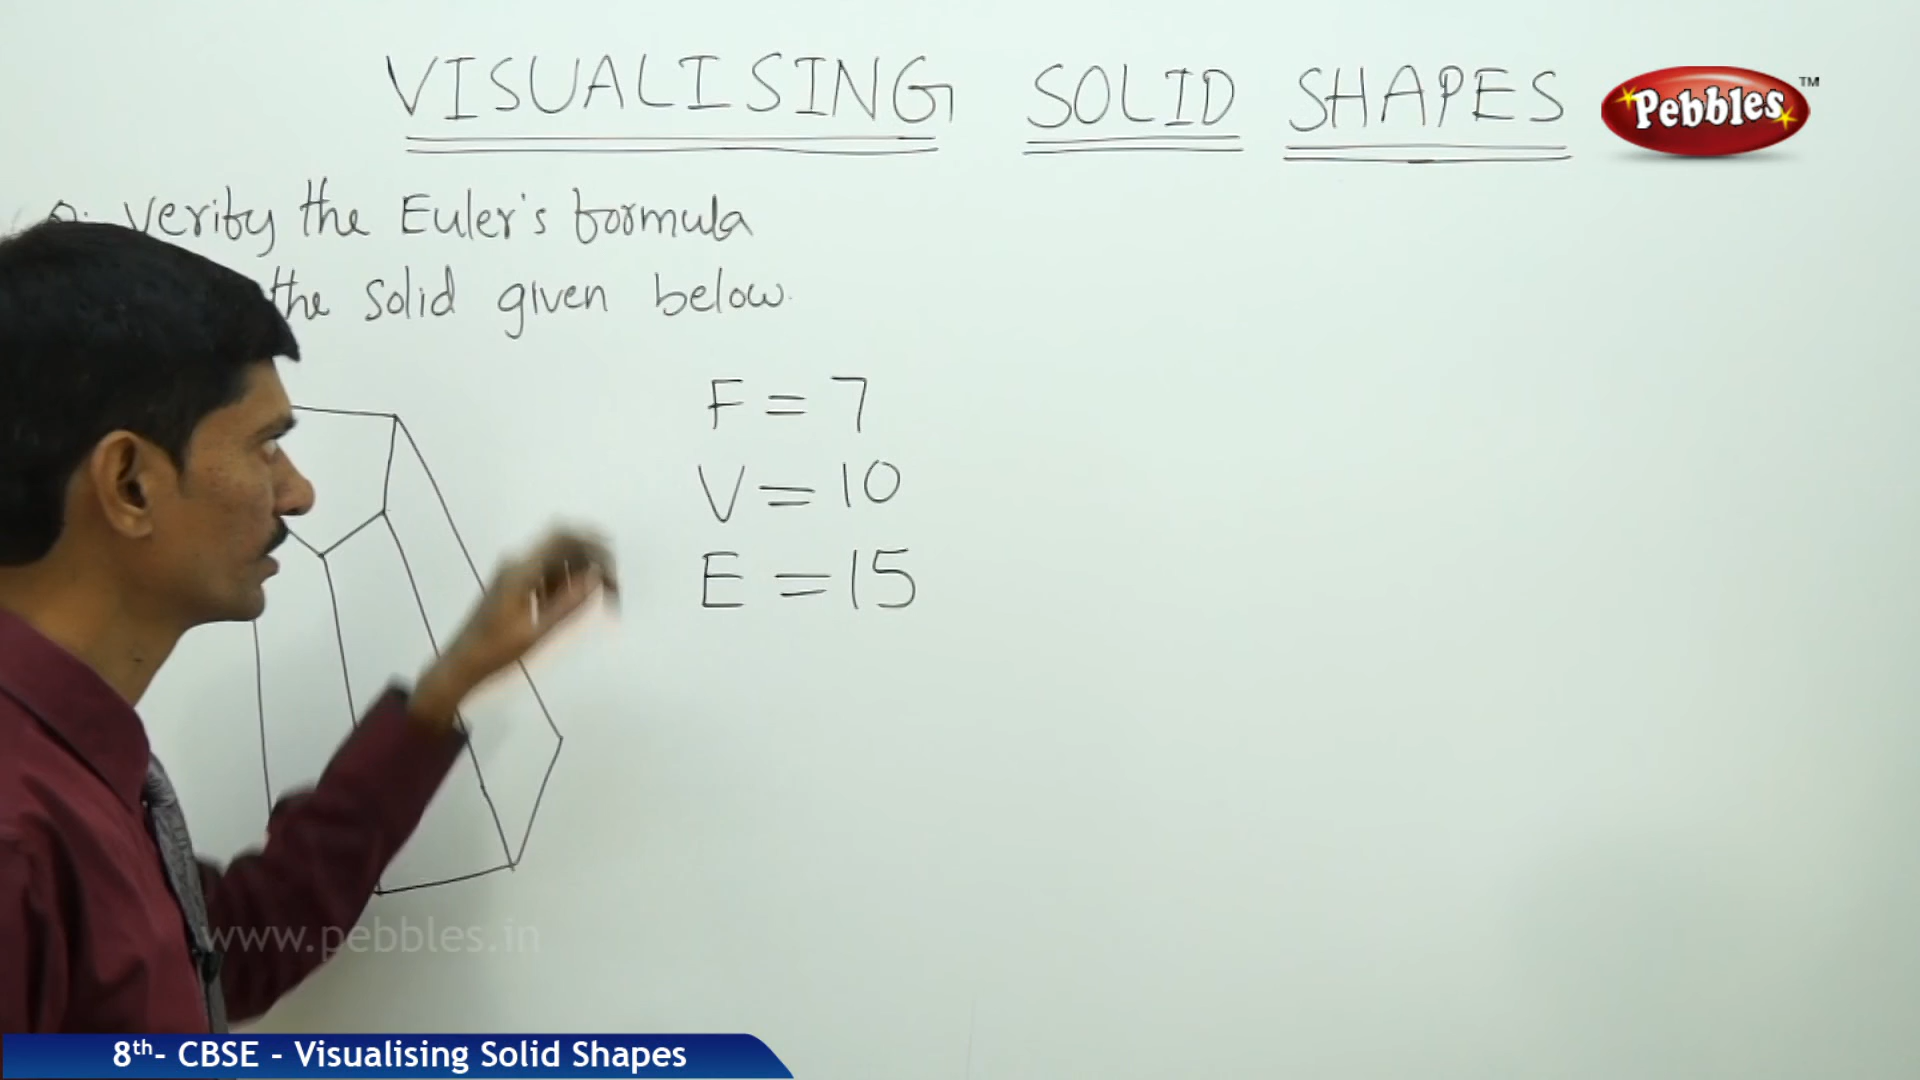 VISUALISING SOLID SHAPES
Pebbles™
Verify the Euler's formula
the solid given below.
F = 7
V = 10
E = 15
www.pebbles.in
8th- CBSE - Visualising Solid Shapes